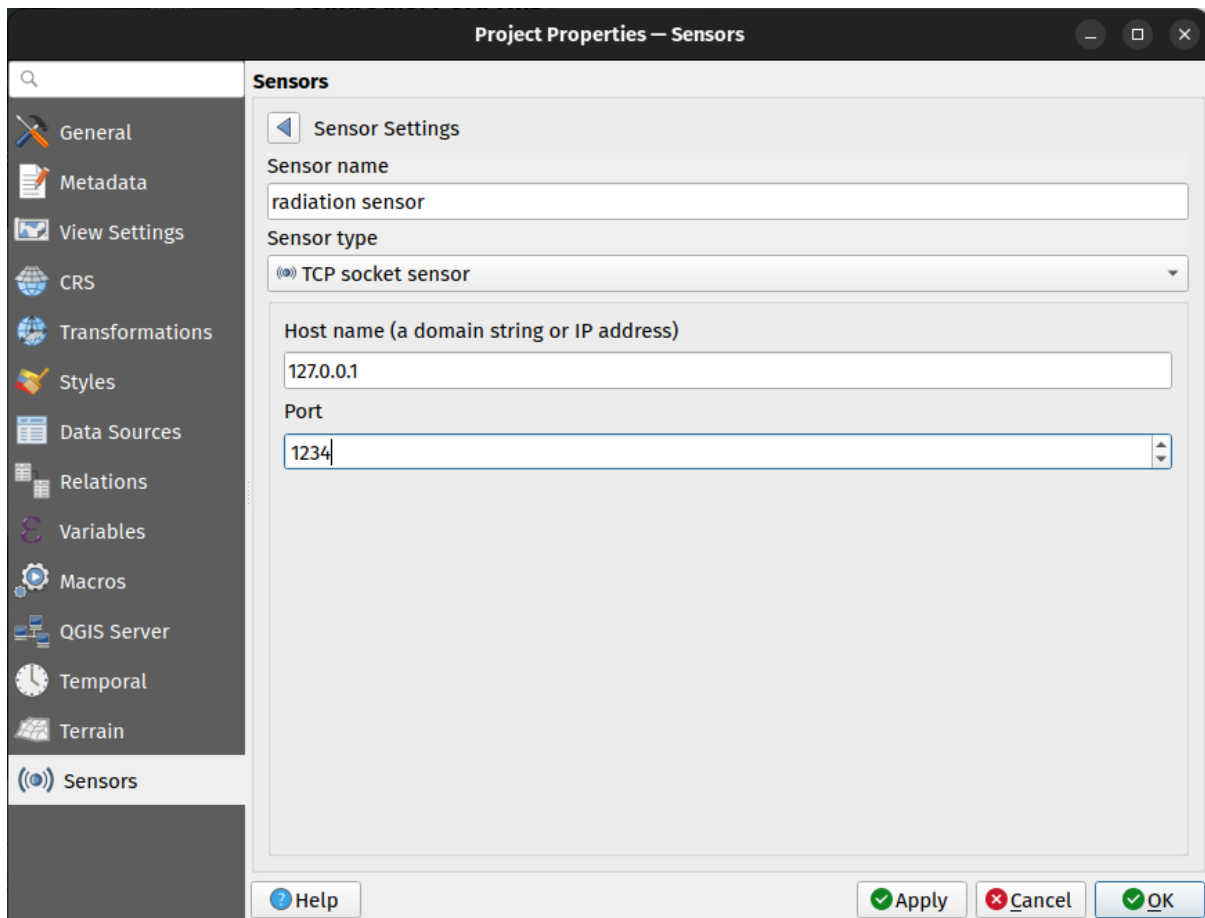 Project Properties — Sensors
General
Metadata
View Settings
CRS
Transformations
Styles
Data Sources
Relations
Variables
Macros
QGIS Server
Temporal
Terrain
Sensors
Sensors
Sensor Settings
Sensor name
radiation sensor
Sensor type
TCP socket sensor
Host name (a domain string or IP address)
127.0.0.1
Port
1234
Help
Apply
Cancel
OK